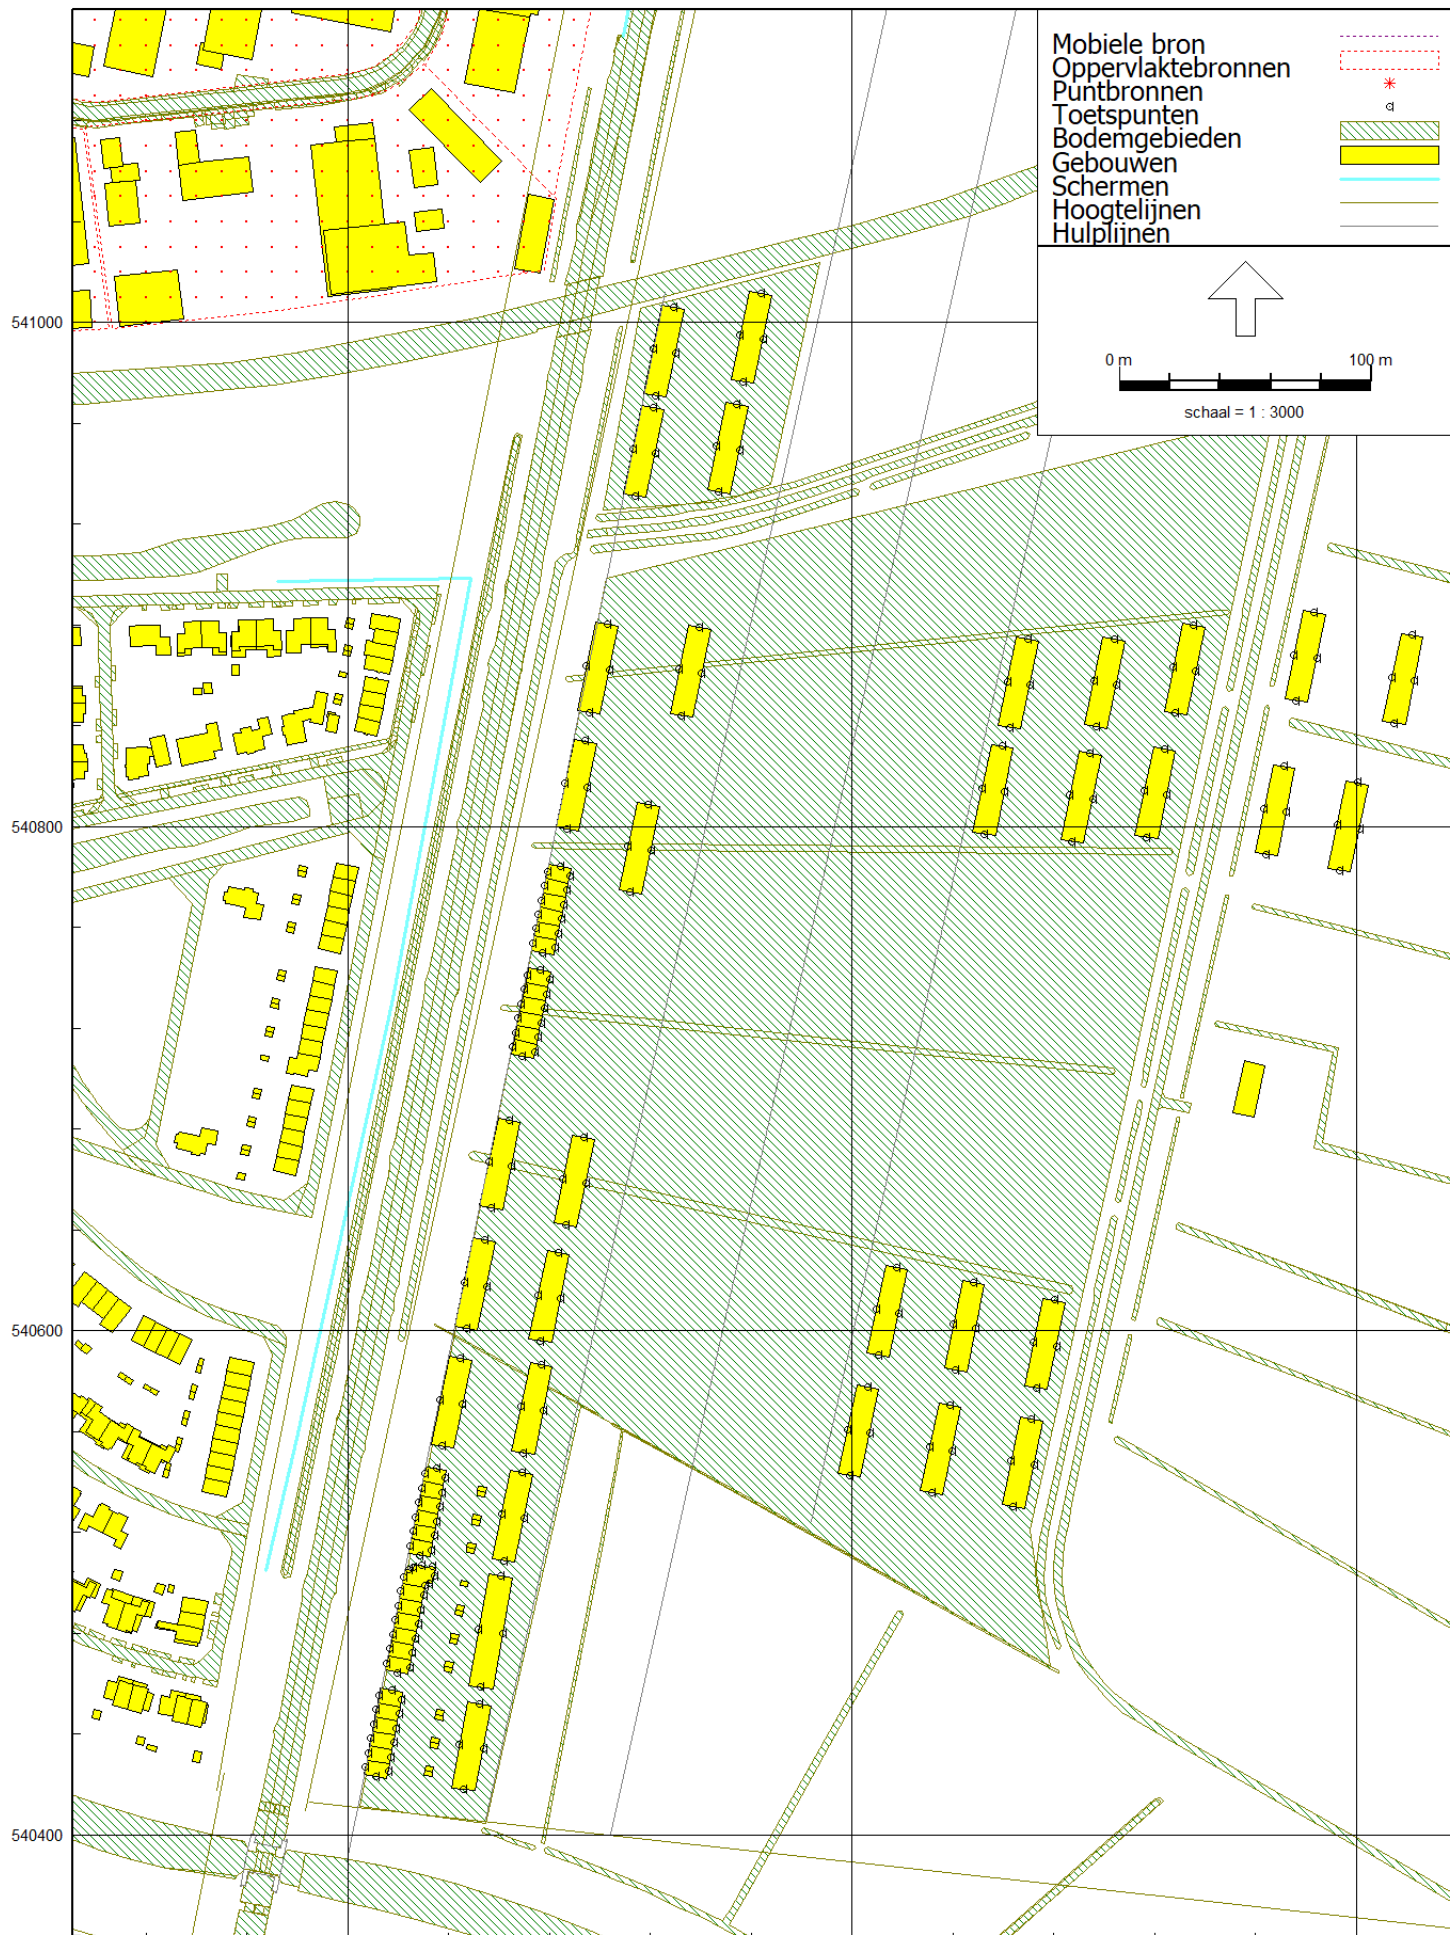 Mobiele bron
Oppervlaktebronnen
Puntbronnen
Toetspunten
Bodemgebieden
Gebouwen
Schermen
Hoogtelijnen
Hulplijnen
0 m 100 m
schaal = 1 : 3000
541000
540800
540600
540400